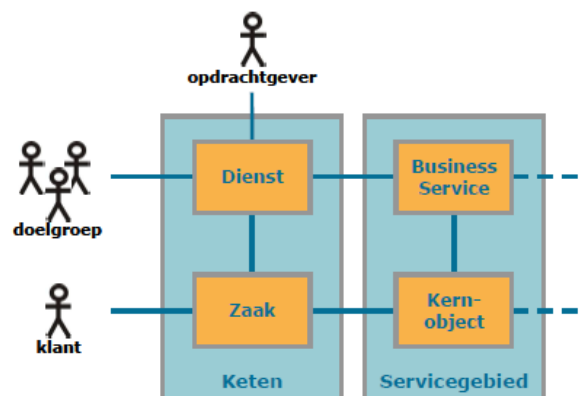 opdrachtgever
Dienst
Business
Service
doelgroep
Zaak
Kern-
object
klant
Keten
Servicegebied